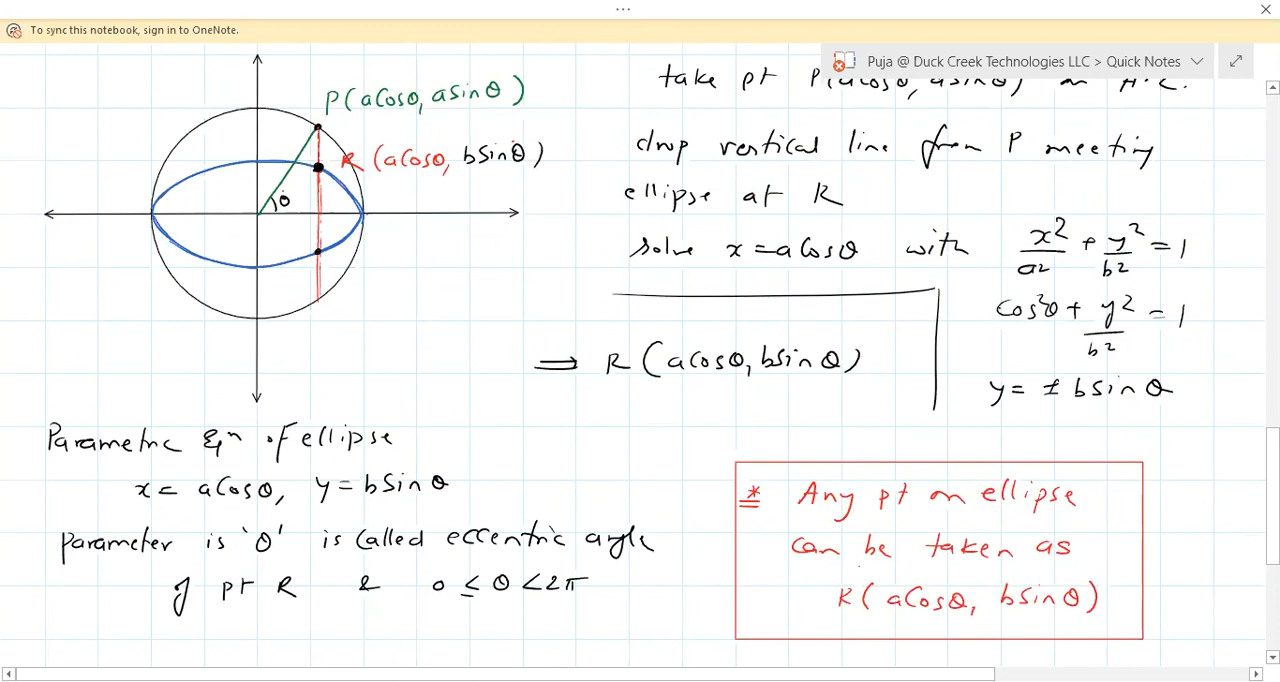 ...
To sync this notebook, sign in to OneNote.
Puja @ Duck Creek Technologies LLC > Quick Notes
take pt P(acosθ, asinθ) on A.C.
P(acosθ, asinθ)
R (acosθ, bsinθ)
θ
drop vertical line from P meeting
ellipse at R
solve x=acosθ with x²/a² + y²/b² = 1
cos²θ + y²/b² = 1
⇒ R (acosθ, bsinθ)
y= ± bsinθ
Parametric Eqⁿ of ellipse
x= acosθ, y=bsinθ
parameter is 'θ' is called eccentric angle
of pt R & 0 ≤ θ < 2π
* Any pt on ellipse
can be taken as
R( acosθ, bsinθ)